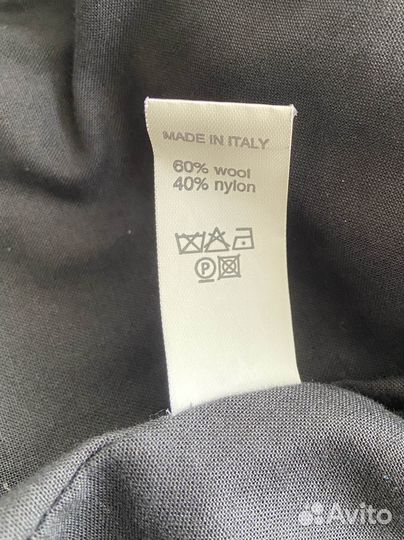 MADE IN ITALY
60% wool
40% nylon
P
Avito